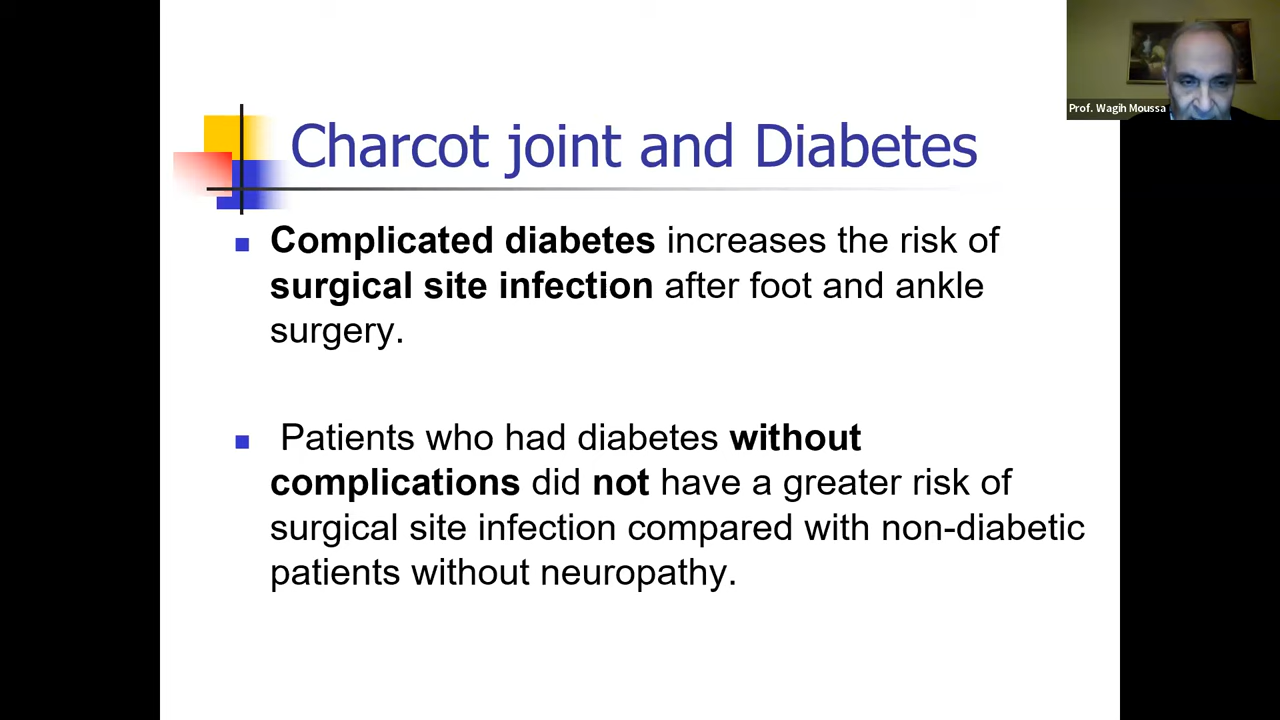 Prof. Wagih Moussa
Charcot joint and Diabetes
Complicated diabetes increases the risk of
surgical site infection after foot and ankle
surgery.
Patients who had diabetes without
complications did not have a greater risk of
surgical site infection compared with non-diabetic
patients without neuropathy.